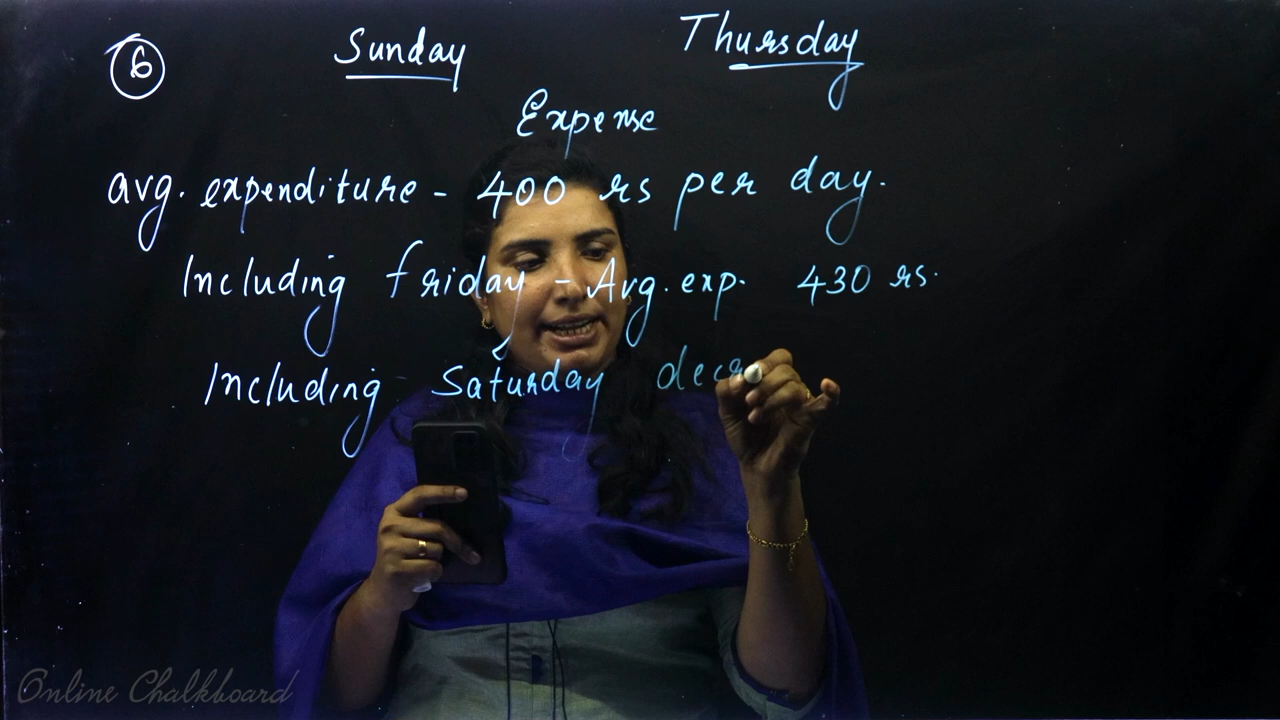 6 Sunday Thursday
Expense
avg. expenditure - 400 rs per day.
Including friday - Avg. exp. 430 rs.
Including Saturday
Online Chalkboard